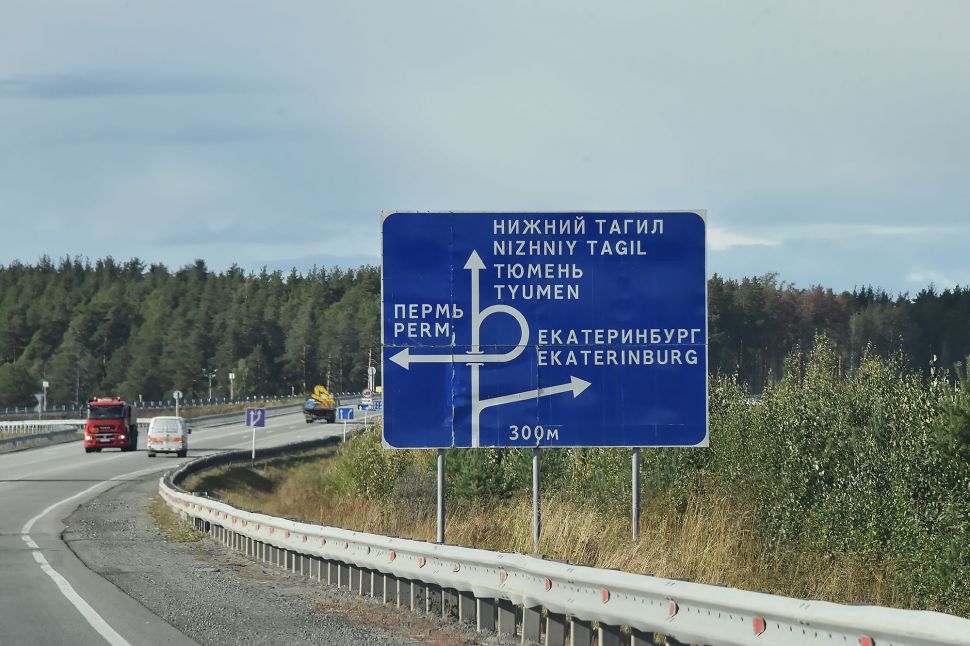 НИЖНИЙ ТАГИЛ
NIZHNIY TAGIL
ТЮМЕНЬ
TYUMEN
ПЕРМЬ
PERM
ЕКАТЕРИНБУРГ
EKATERINBURG
300м